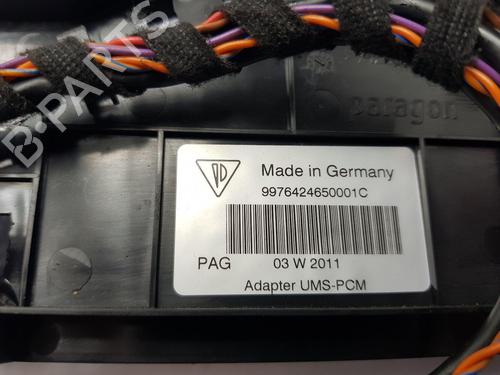 B-PARTS
paragon
Made in Germany
9976424650001C
PAG 03 W 2011
Adapter UMS-PCM